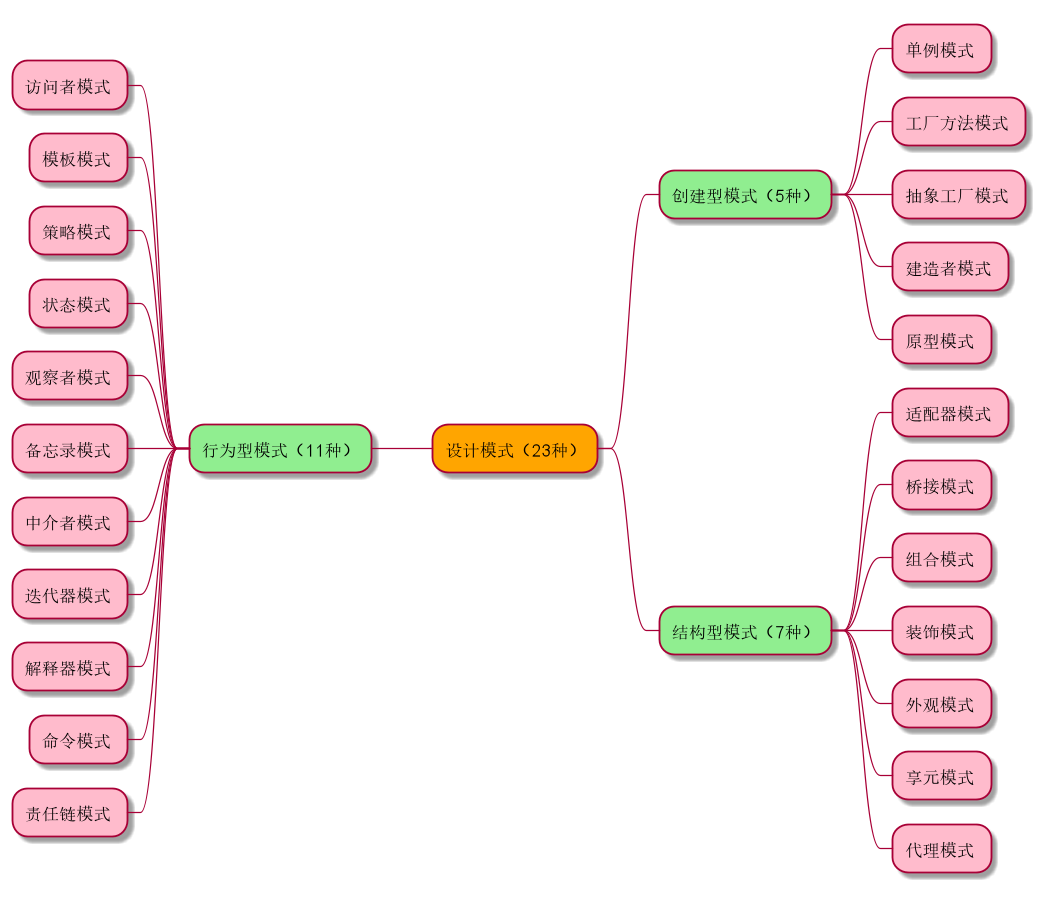 访问者模式
模板模式
策略模式
状态模式
观察者模式
备忘录模式
中介者模式
迭代器模式
解释器模式
命令模式
责任链模式
行为型模式（11种）
设计模式（23种）
创建型模式（5种）
单例模式
工厂方法模式
抽象工厂模式
建造者模式
原型模式
结构型模式（7种）
适配器模式
桥接模式
组合模式
装饰模式
外观模式
享元模式
代理模式